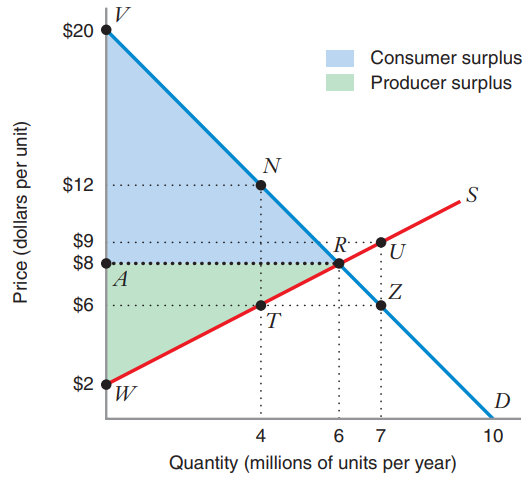 V
$20
Consumer surplus
Producer surplus
Price (dollars per unit)
N
$12
S
$9
R
U
$8
A
Z
$6
T
$2
W
D
4 6 7 10
Quantity (millions of units per year)